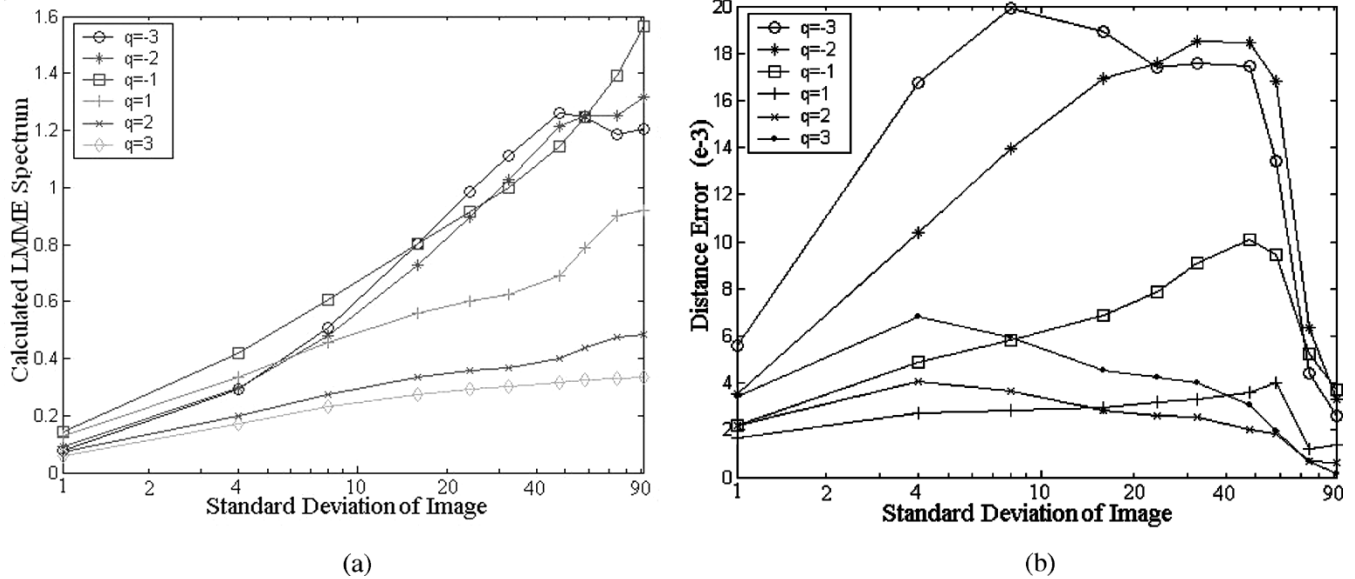 1.6
1.4
1.2
1
0.8
0.6
0.4
0.2
0
Calculated LMME Spectrum
q=-3
q=-2
q=-1
q=1
q=2
q=3
1 2 4 10 20 40 90
Standard Deviation of Image
(a)
b)
20
18
16
14
12
10
8
6
4
2
0
Distance Error (e-3)
q=-3
q=-2
q=-1
q=1
q=2
q=3
1 2 4 10 20 40 90
Standard Deviation of Image
(b)